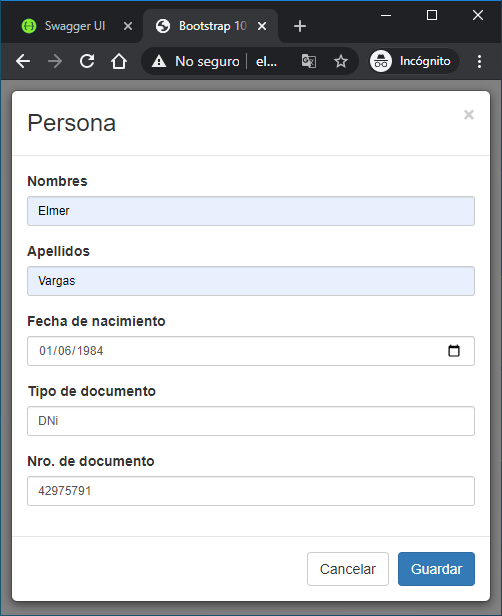 Swagger UI
Bootstrap 10
No seguro
el...
Incógnito
Persona
Nombres
Elmer
Apellidos
Vargas
Fecha de nacimiento
01/06/1984
Tipo de documento
DNi
Nro. de documento
42975791
Cancelar
Guardar